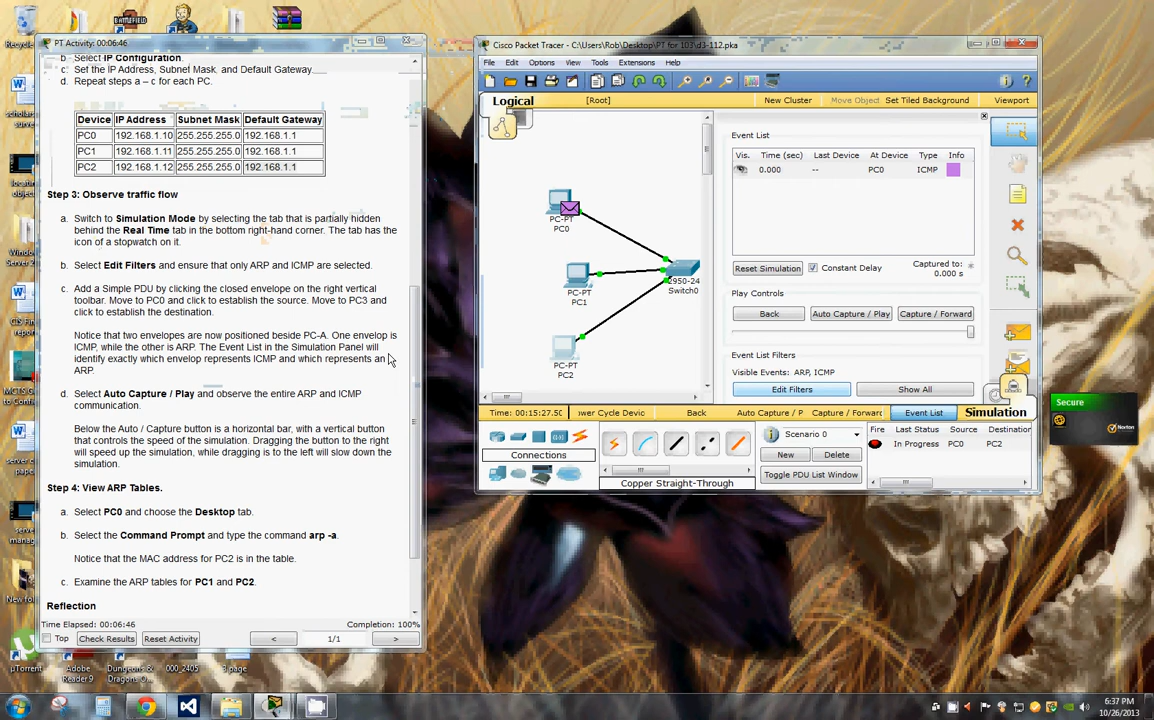 PT Activity: 00:06:46
b. Select IP Configuration.
c. Set the IP Address, Subnet Mask, and Default Gateway.
d. Repeat steps a – c for each PC.
Device IP Address Subnet Mask Default Gateway
PC0 192.168.1.10 255.255.255.0 192.168.1.1
PC1 192.168.1.11 255.255.255.0 192.168.1.1
PC2 192.168.1.12 255.255.255.0 192.168.1.1
Step 3: Observe traffic flow
a. Switch to Simulation Mode by selecting the tab that is partially hidden
behind the Real Time tab in the bottom right-hand corner. The tab has the
icon of a stopwatch on it.
b. Select Edit Filters and ensure that only ARP and ICMP are selected.
c. Add a Simple PDU by clicking the closed envelope on the right vertical
toolbar. Move to PC0 and click to establish the source. Move to PC3 and
click to establish the destination.
Notice that two envelopes are now positioned beside PC-A. One envelop is
ICMP, while the other is ARP. The Event List in the Simulation Panel will
identify exactly which envelop represents ICMP and which represents an
ARP.
d. Select Auto Capture / Play and observe the entire ARP and ICMP
communication.
Below the Auto / Capture button is a horizontal bar, with a vertical button
that controls the speed of the simulation. Dragging the button to the right
will speed up the simulation, while dragging is to the left will slow down the
simulation.
Step 4: View ARP Tables.
a. Select PC0 and choose the Desktop tab.
b. Select the Command Prompt and type the command arp -a.
Notice that the MAC address for PC2 is in the table.
c. Examine the ARP tables for PC1 and PC2.
Reflection
Time Elapsed: 00:06:46 Completion: 100%
Top Check Results Reset Activity < 1/1 >
Cisco Packet Tracer - C:\Users\Rob\Desktop\PT for 103\d3-112.pka
File Edit Options View Tools Extensions Help
Logical [Root] New Cluster Move Object Set Tiled Background Viewport
Event List
Vis. Time (sec) Last Device At Device Type Info
0.000 -- PC0 ICMP
PC-PT
PC0
PC-PT
PC1
2950-24
Switch0
PC-PT
PC2
Reset Simulation Constant Delay Captured to:
0.000 s
Play Controls
Back Auto Capture / Play Capture / Forward
Event List Filters
Visible Events: ARP, ICMP
Edit Filters Show All
Time: 00:15:27.50 ower Cycle Devic Back Auto Capture / P Capture / Forward Event List Simulation
Connections
Copper Straight-Through
Scenario 0
New Delete
Toggle PDU List Window
Fire Last Status Source Destination
In Progress PC0 PC2
Secure
Norton
µTorrent
Adobe
Reader 9
Dungeons &
Dragons O...
000_2405
3 page
6:37 PM
10/26/2013